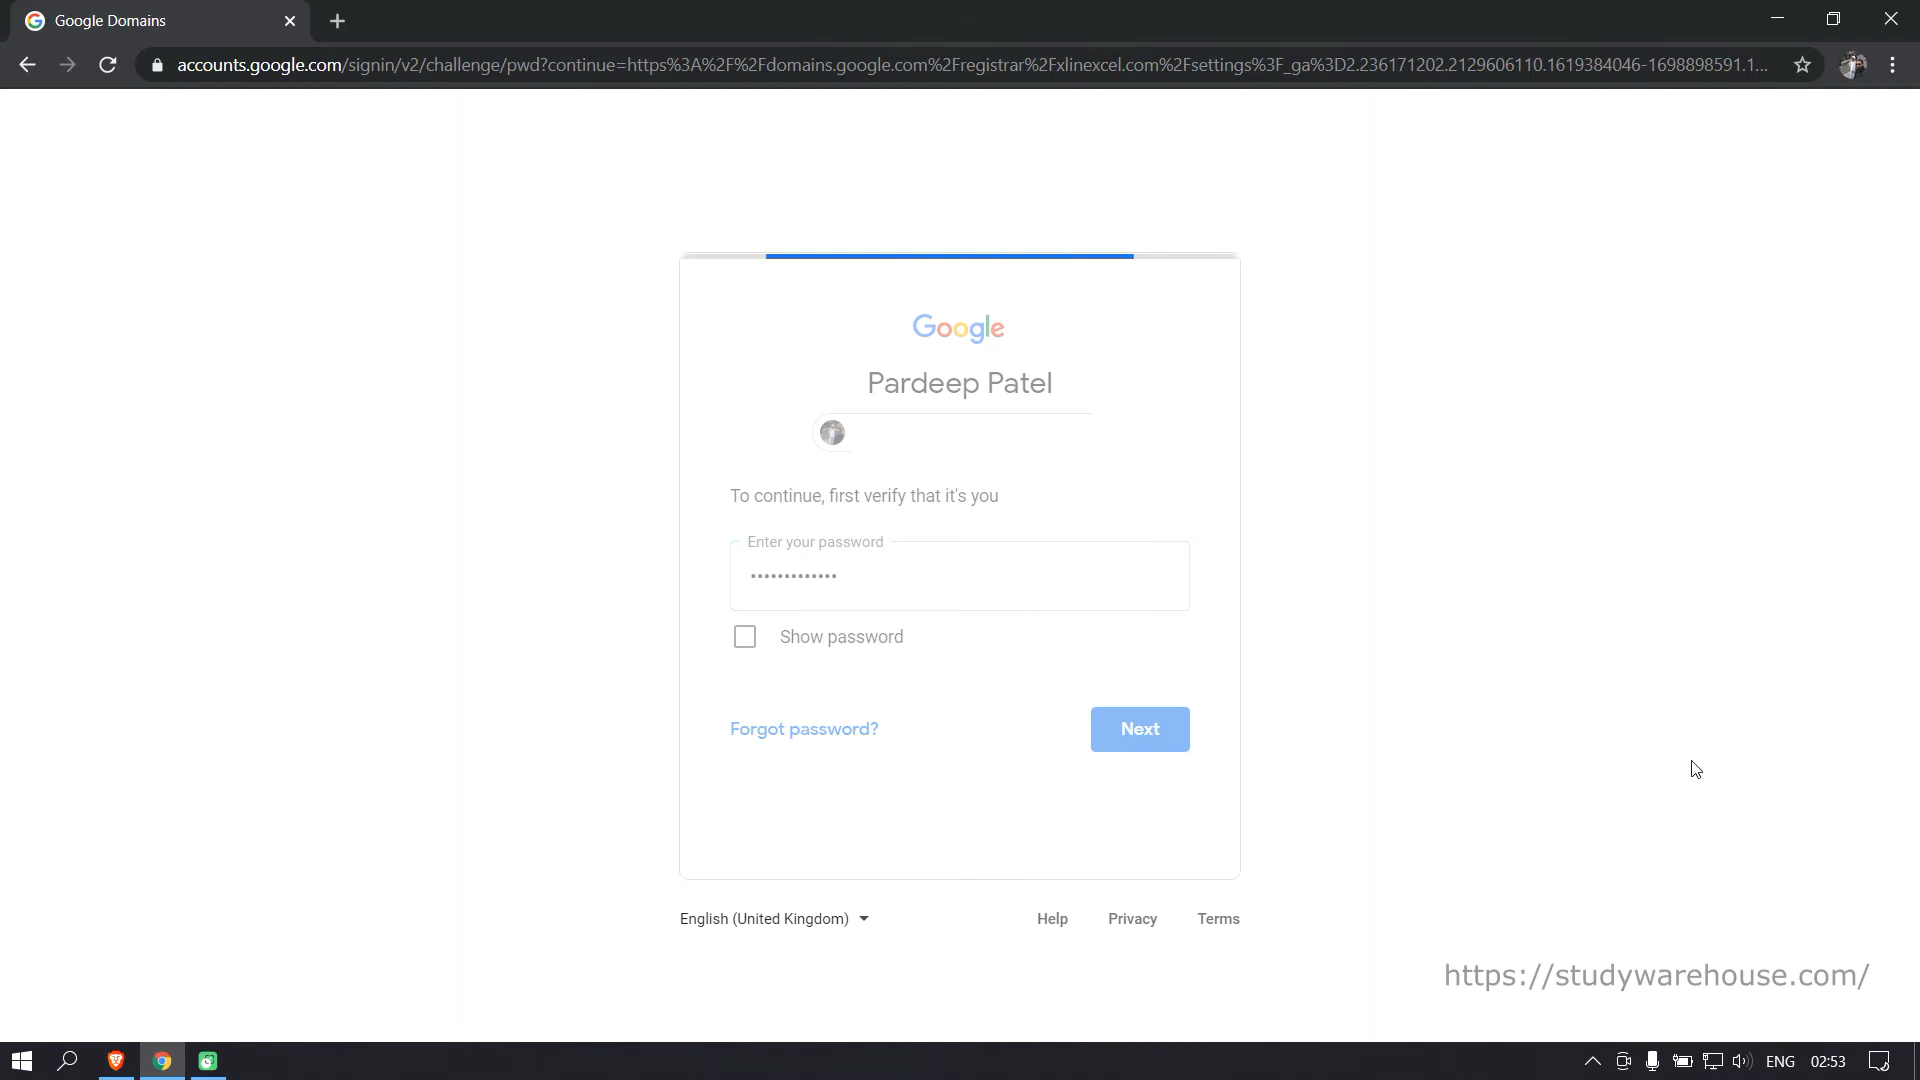 Google Domains
accounts.google.com/signin/v2/challenge/pwd?continue=https%3A%2F%2Fdomains.google.com%2Fregistrar%2Fxlinexcel.com%2Fsettings%3F_ga%3D2.236171202.2129606110.1619384046-1698898591.1...
Google
Pardeep Patel
To continue, first verify that it's you
Enter your password
•••••••••••••
Show password
Forgot password?
Next
English (United Kingdom)
Help Privacy Terms
https://studywarehouse.com/
ENG 02:53